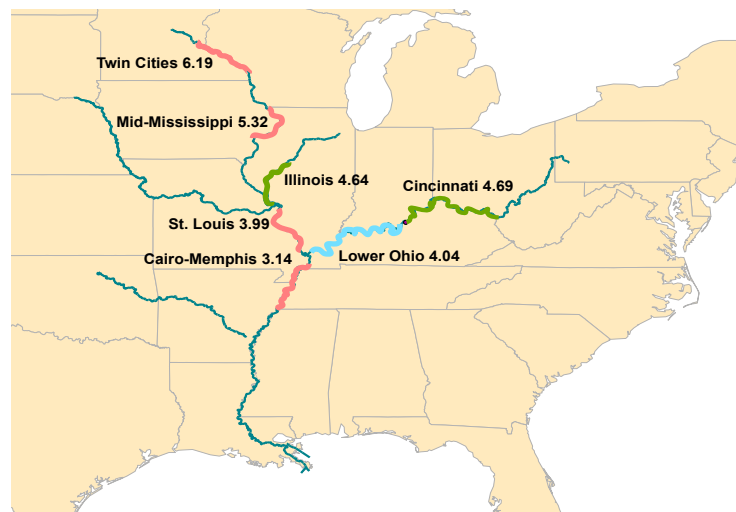 Twin Cities 6.19
Mid-Mississippi 5.32
Illinois 4.64
Cincinnati 4.69
St. Louis 3.99
Lower Ohio 4.04
Cairo-Memphis 3.14